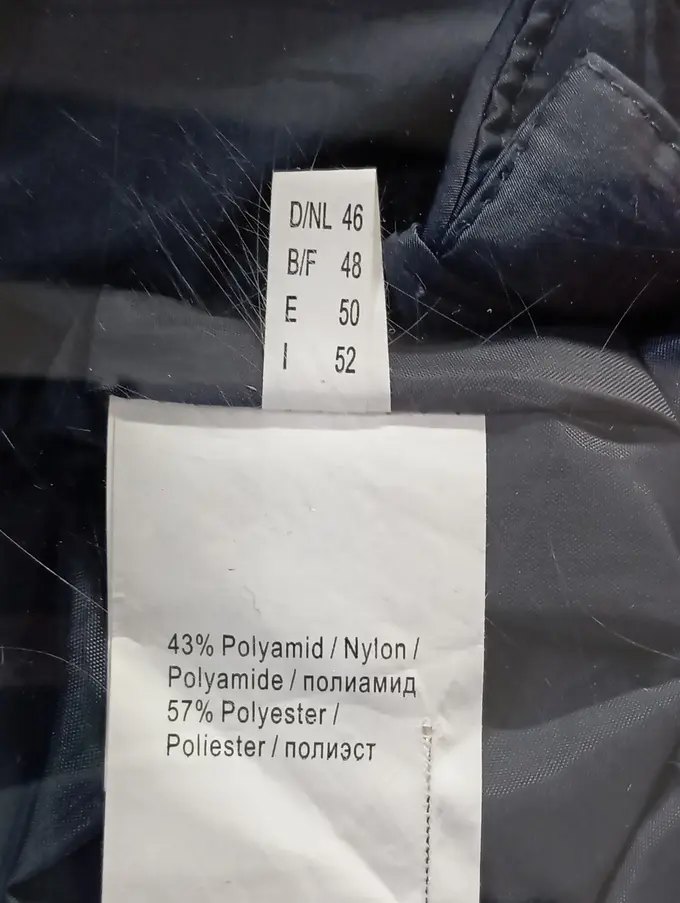 D/NL 46
B/F 48
E 50
I 52
43% Polyamid / Nylon /
Polyamide / полиамид
57% Polyester /
Poliester / полиэст